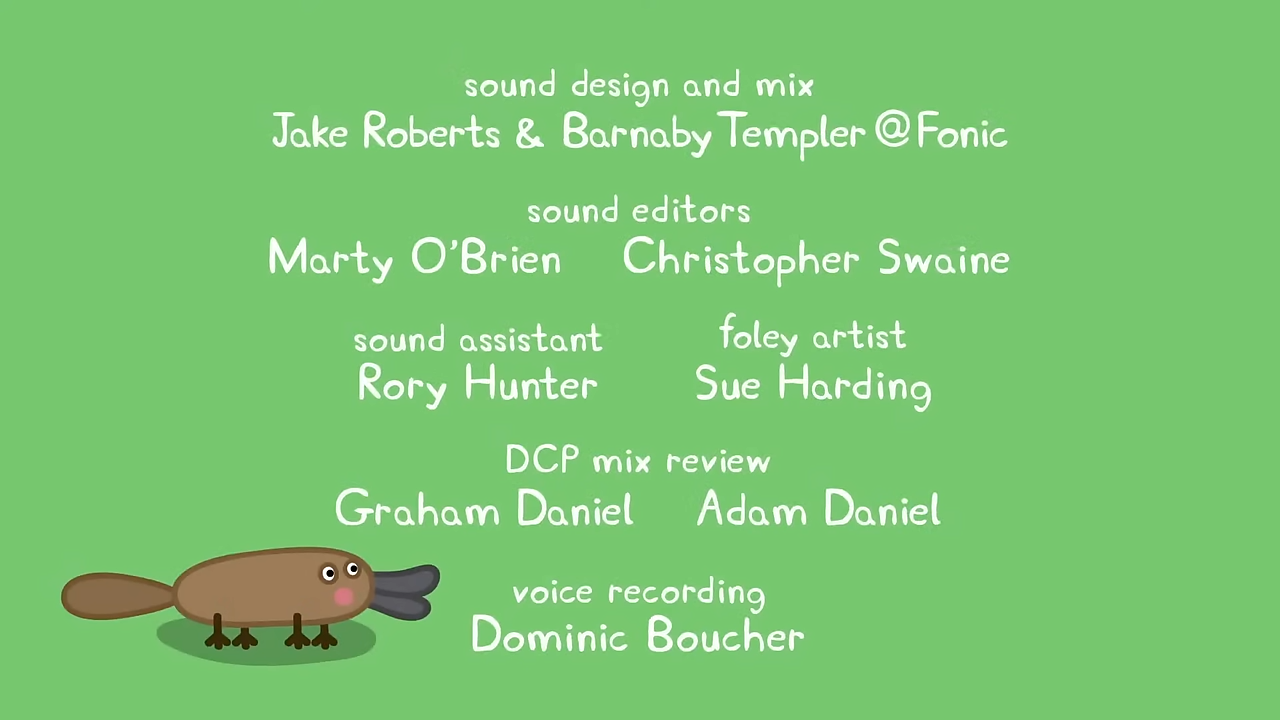 sound design and mix
Jake Roberts & Barnaby Templer @Fonic
sound editors
Marty O'Brien Christopher Swaine
sound assistant foley artist
Rory Hunter Sue Harding
DCP mix review
Graham Daniel Adam Daniel
voice recording
Dominic Boucher